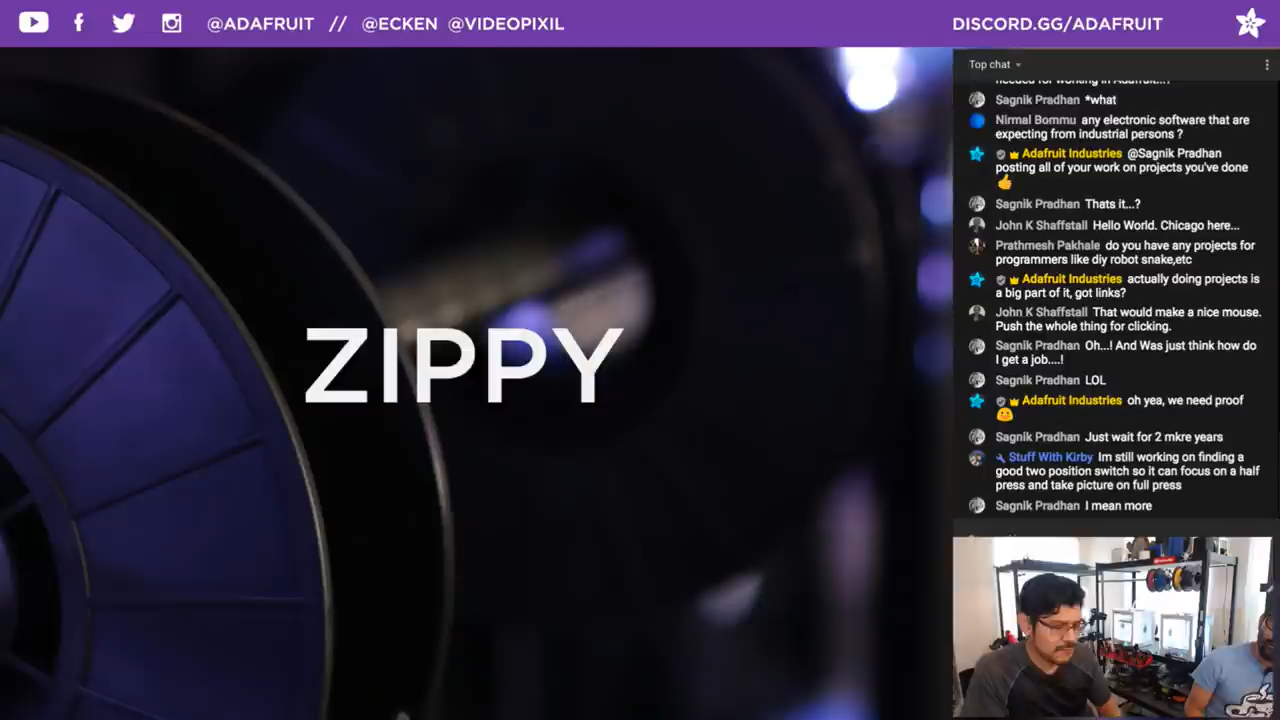 @ADAFRUIT // @ECKEN @VIDEOPIXIL
DISCORD.GG/ADAFRUIT
ZIPPY
Top chat
Sagnik Pradhan *what
Nirmal Bommu any electronic software that are
expecting from industrial persons ?
Adafruit Industries @Sagnik Pradhan
posting all of your work on projects you've done
👍
Sagnik Pradhan Thats it...?
John K Shaffstall Hello World. Chicago here...
Prathmesh Pakhale do you have any projects for
programmers like diy robot snake,etc
Adafruit Industries actually doing projects is
a big part of it, got links?
John K Shaffstall That would make a nice mouse.
Push the whole thing for clicking.
Sagnik Pradhan Oh...! And Was just think how do
I get a job....!
Sagnik Pradhan LOL
Adafruit Industries oh yea, we need proof
Sagnik Pradhan Just wait for 2 mkre years
Stuff With Kirby Im still working on finding a
good two position switch so it can focus on a half
press and take picture on full press
Sagnik Pradhan I mean more